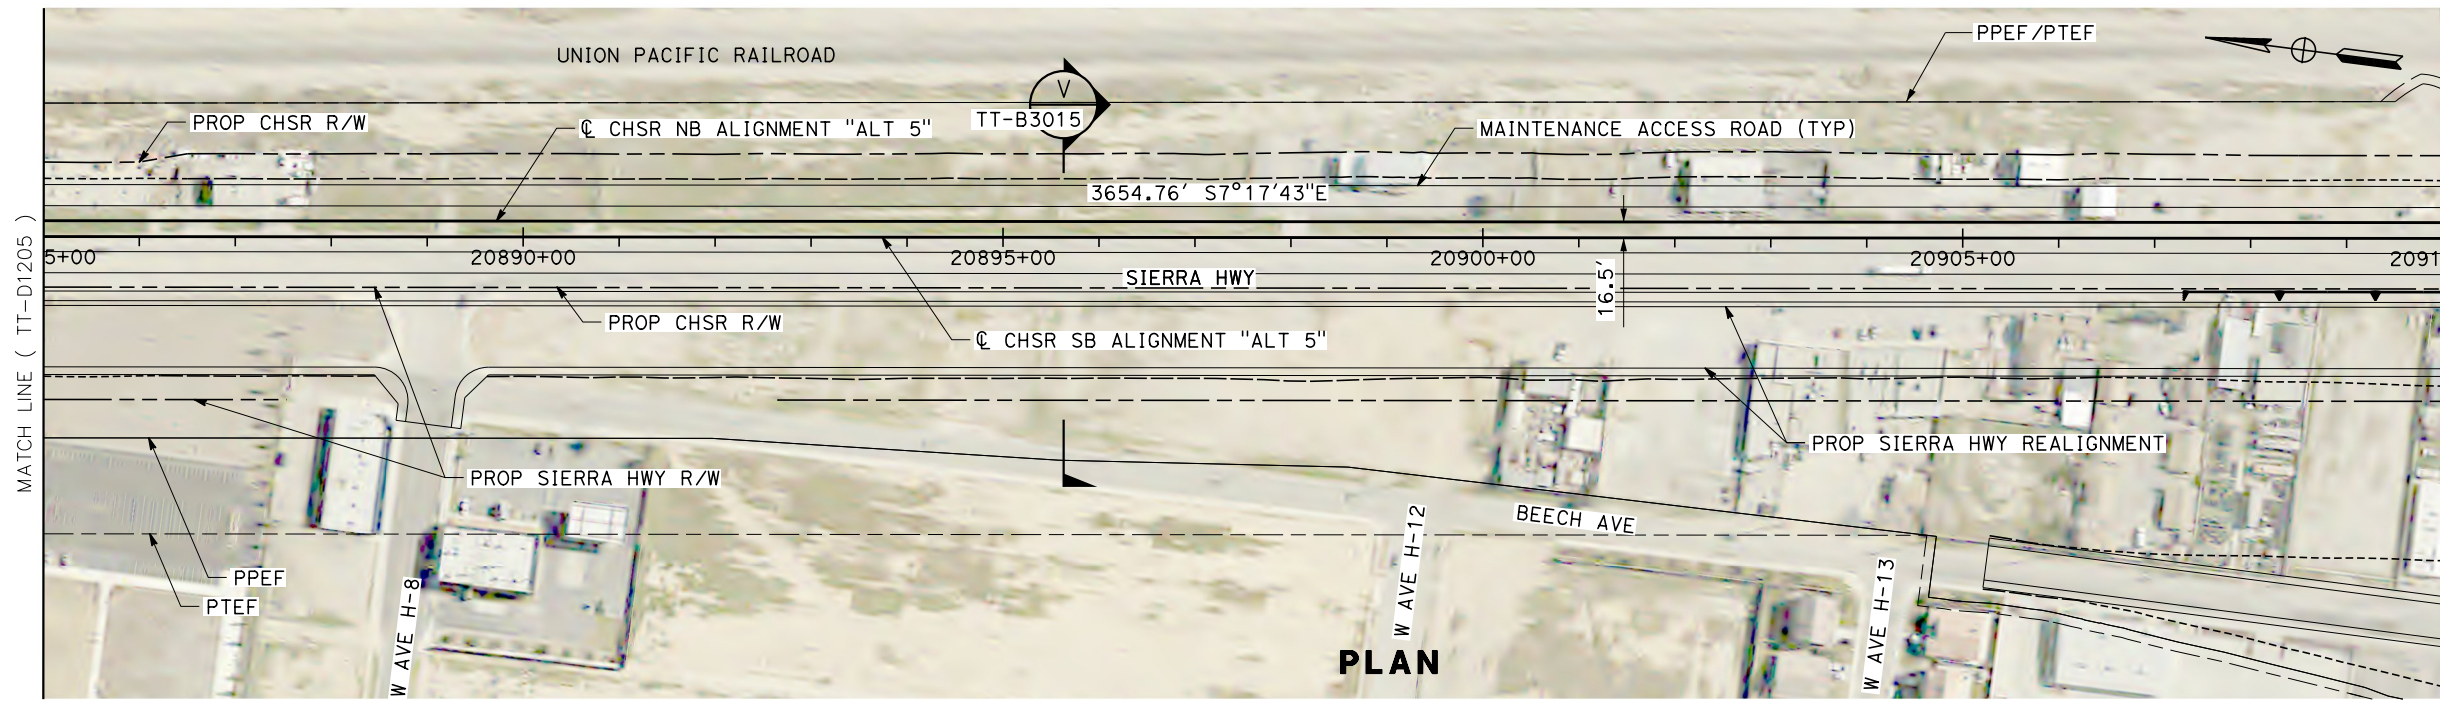 UNION PACIFIC RAILROAD
PPEF/PTEF
V
TT-B3015
PROP CHSR R/W
℄ CHSR NB ALIGNMENT "ALT 5"
MAINTENANCE ACCESS ROAD (TYP)
3654.76' S7°17'43"E
MATCH LINE ( TT-D1205 )
5+00
20890+00
20895+00
20900+00
20905+00
2091
SIERRA HWY
16.5'
PROP CHSR R/W
℄ CHSR SB ALIGNMENT "ALT 5"
PROP SIERRA HWY REALIGNMENT
PROP SIERRA HWY R/W
BEECH AVE
W AVE H-12
PPEF
PTEF
W AVE H-8
W AVE H-13
PLAN